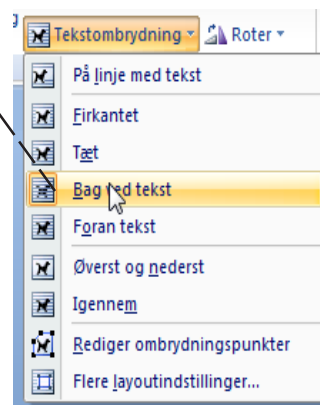 Tekstombrydning Roter
På linje med tekst
Firkantet
Tæt
Bag ved tekst
Foran tekst
Øverst og nederst
Igennem
Rediger ombrydningspunkter
Flere layoutindstillinger...